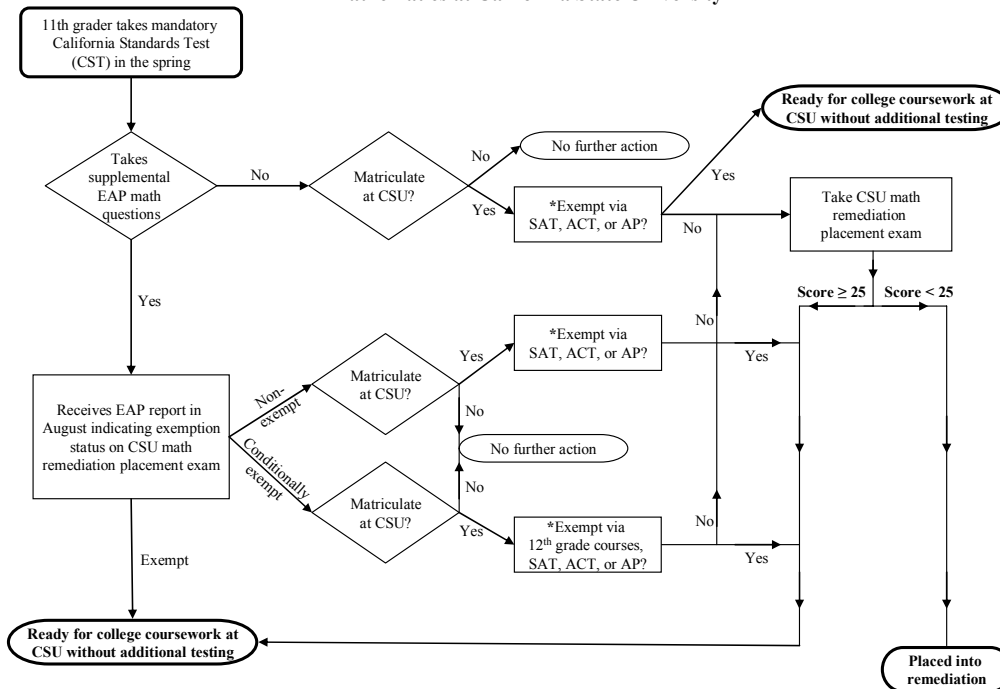 11th grader takes mandatory
California Standards Test
(CST) in the spring
Ready for college coursework at
CSU without additional testing
Takes
supplemental
EAP math
questions
No
Matriculate
at CSU?
No
No further action
Yes
*Exempt via
SAT, ACT, or AP?
Yes
No
Take CSU math
remediation
placement exam
Yes
Score ≥ 25
Score < 25
Receives EAP report in
August indicating exemption
status on CSU math
remediation placement exam
Non-
exempt
Matriculate
at CSU?
Yes
*Exempt via
SAT, ACT, or AP?
No
Yes
No
No further action
No
Conditionally
exempt
Matriculate
at CSU?
Yes
*Exempt via
12th grade courses,
SAT, ACT, or AP?
No
Yes
Exempt
Ready for college coursework at
CSU without additional testing
Placed into
remediation